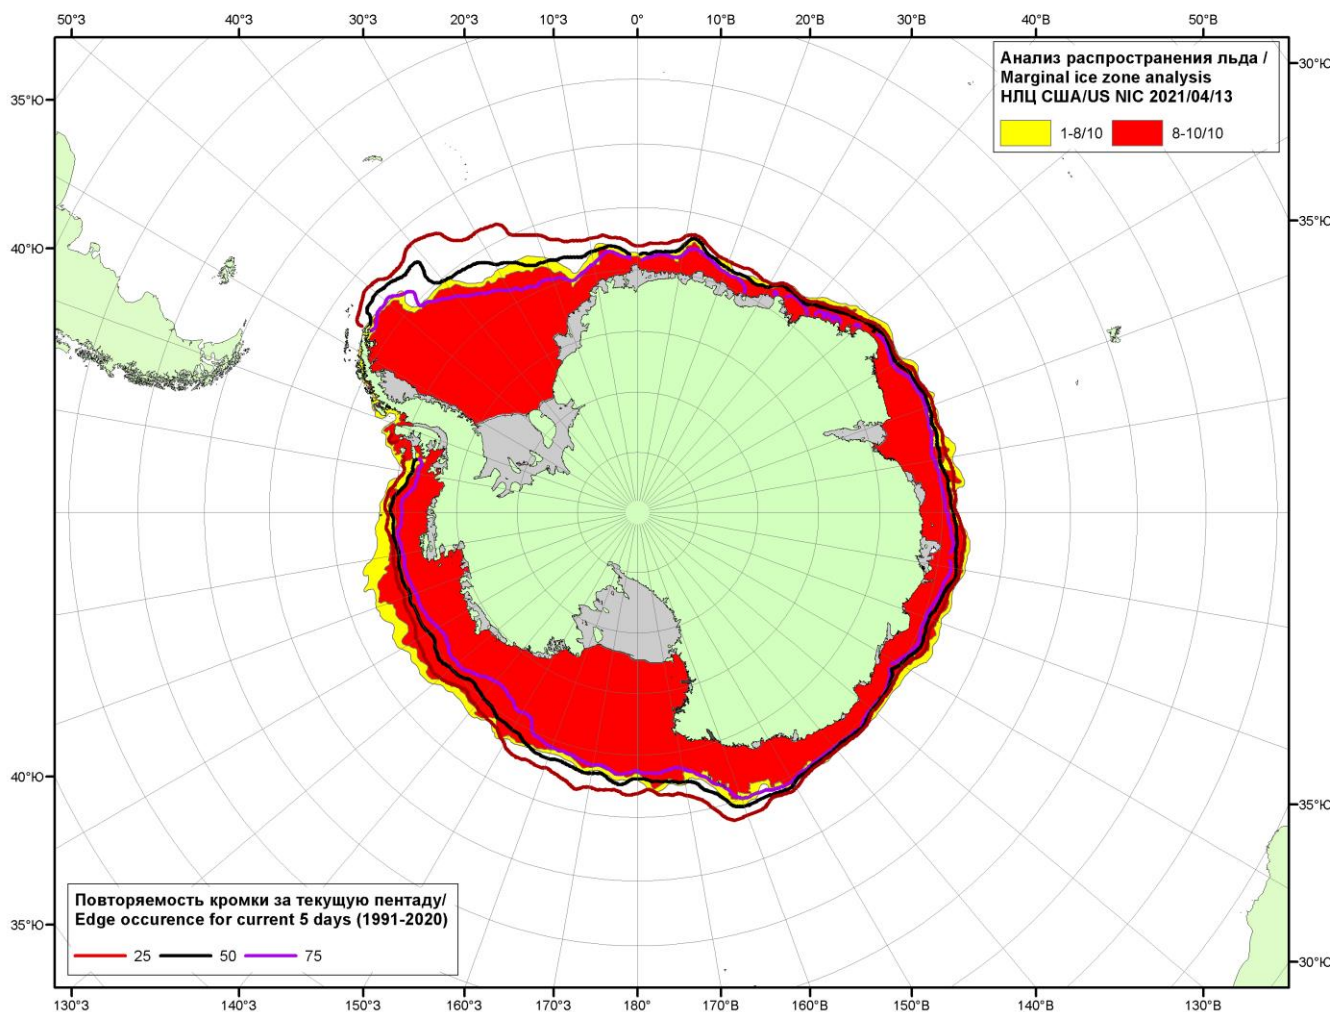 50°З 40°З 30°З 20°З 10°З 0° 10°В 20°В 30°В 40°В 50°В
Анализ распространения льда /
Marginal ice zone analysis
НЛЦ США/US NIC 2021/04/13
1-8/10 8-10/10
30°Ю
35°Ю
35°Ю
40°Ю
40°Ю
35°Ю
35°Ю
30°Ю
Повторяемость кромки за текущую пентаду/
Edge occurence for current 5 days (1991-2020)
25 50 75
130°З 140°З 150°З 160°З 170°З 180° 170°В 160°В 150°В 140°В 130°В